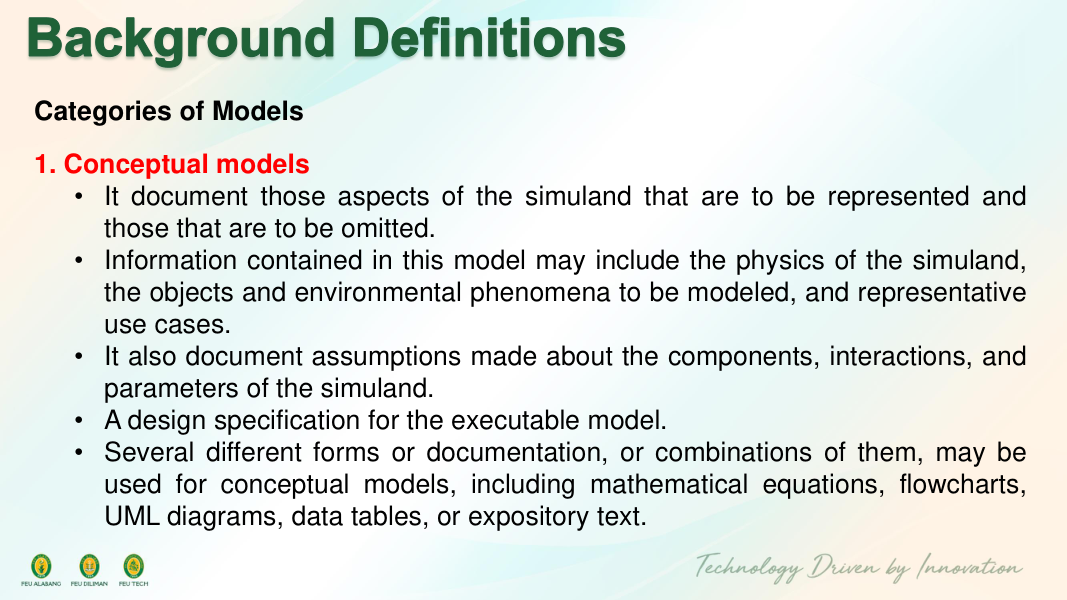 Background Definitions
Categories of Models
1. Conceptual models
• It document those aspects of the simuland that are to be represented and
those that are to be omitted.
• Information contained in this model may include the physics of the simuland,
the objects and environmental phenomena to be modeled, and representative
use cases.
• It also document assumptions made about the components, interactions, and
parameters of the simuland.
• A design specification for the executable model.
• Several different forms or documentation, or combinations of them, may be
used for conceptual models, including mathematical equations, flowcharts,
UML diagrams, data tables, or expository text.
FEU ALABANG FEU DILIMAN FEU TECH
Technology Driven by Innovation